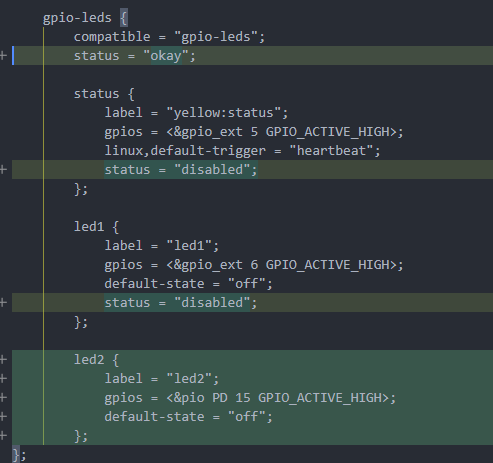 gpio-leds {
compatible = "gpio-leds";
+ status = "okay";
status {
label = "yellow:status";
gpios = <&gpio_ext 5 GPIO_ACTIVE_HIGH>;
linux,default-trigger = "heartbeat";
+ status = "disabled";
};
led1 {
label = "led1";
gpios = <&gpio_ext 6 GPIO_ACTIVE_HIGH>;
default-state = "off";
+ status = "disabled";
};
+ led2 {
+ label = "led2";
+ gpios = <&pio PD 15 GPIO_ACTIVE_HIGH>;
+ default-state = "off";
+ };
};